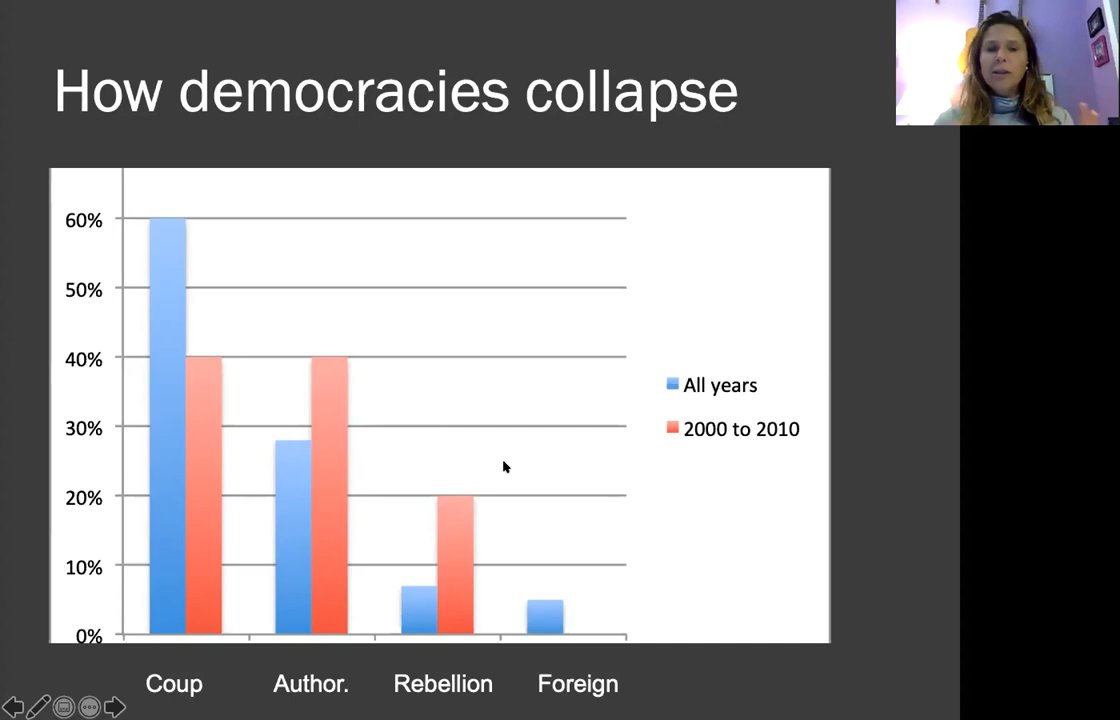 How democracies collapse
60%
50%
40%
30%
20%
10%
0%
All years
2000 to 2010
Coup Author. Rebellion Foreign